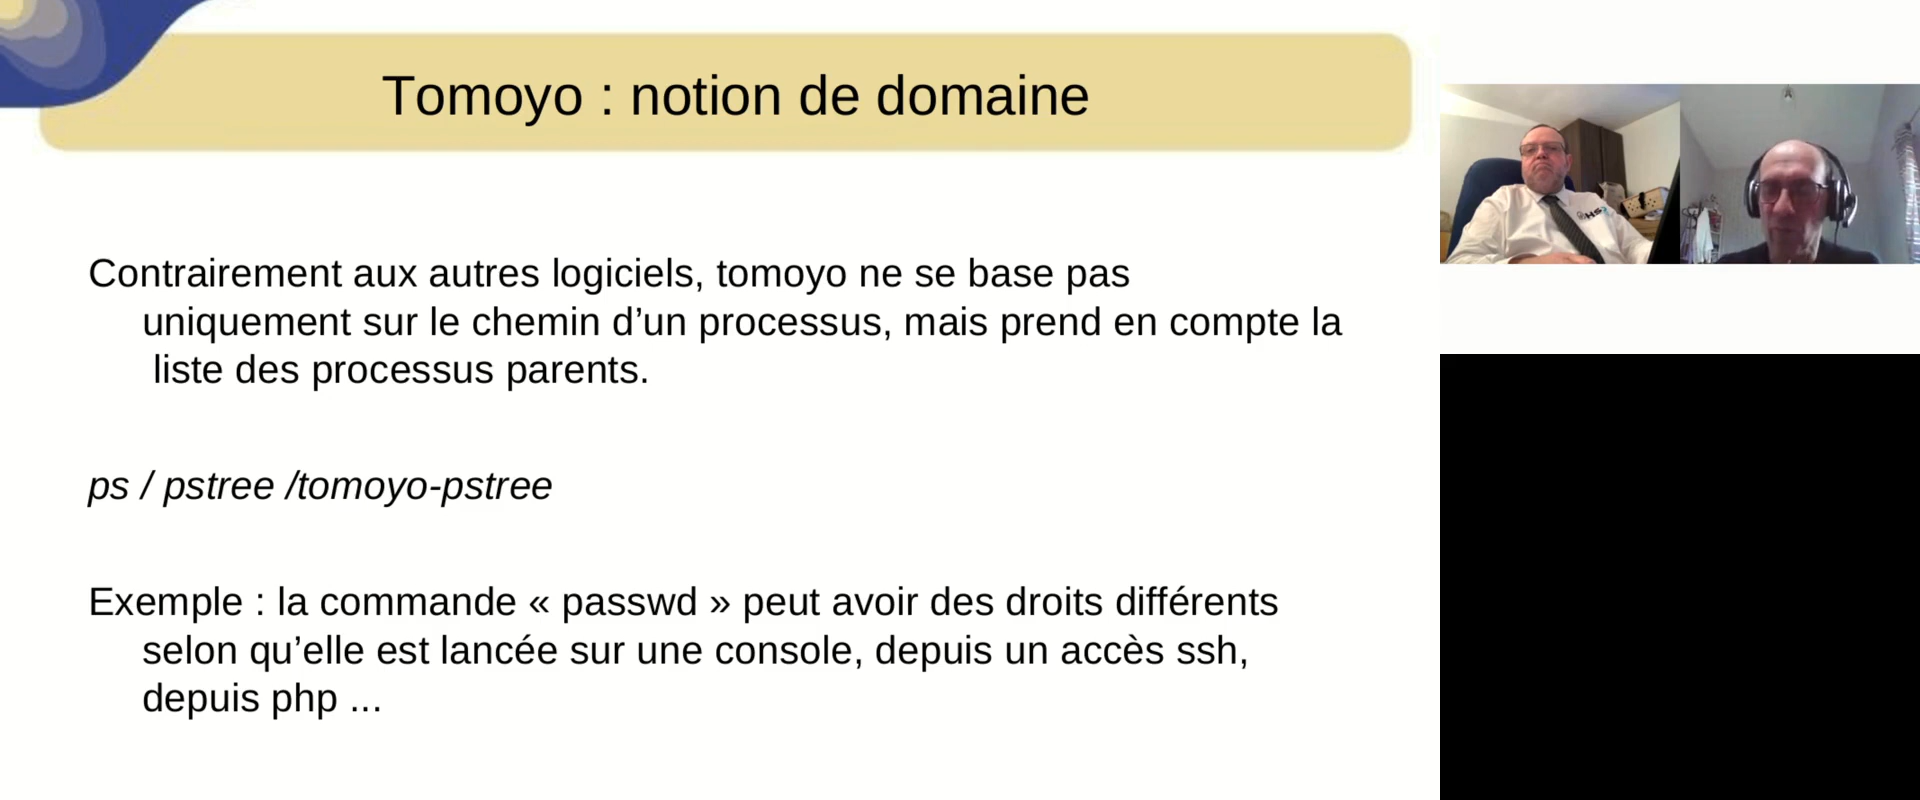 Tomoyo : notion de domaine
Contrairement aux autres logiciels, tomoyo ne se base pas
uniquement sur le chemin d’un processus, mais prend en compte la
liste des processus parents.
ps / pstree /tomoyo-pstree
Exemple : la commande « passwd » peut avoir des droits différents
selon qu’elle est lancée sur une console, depuis un accès ssh,
depuis php ...